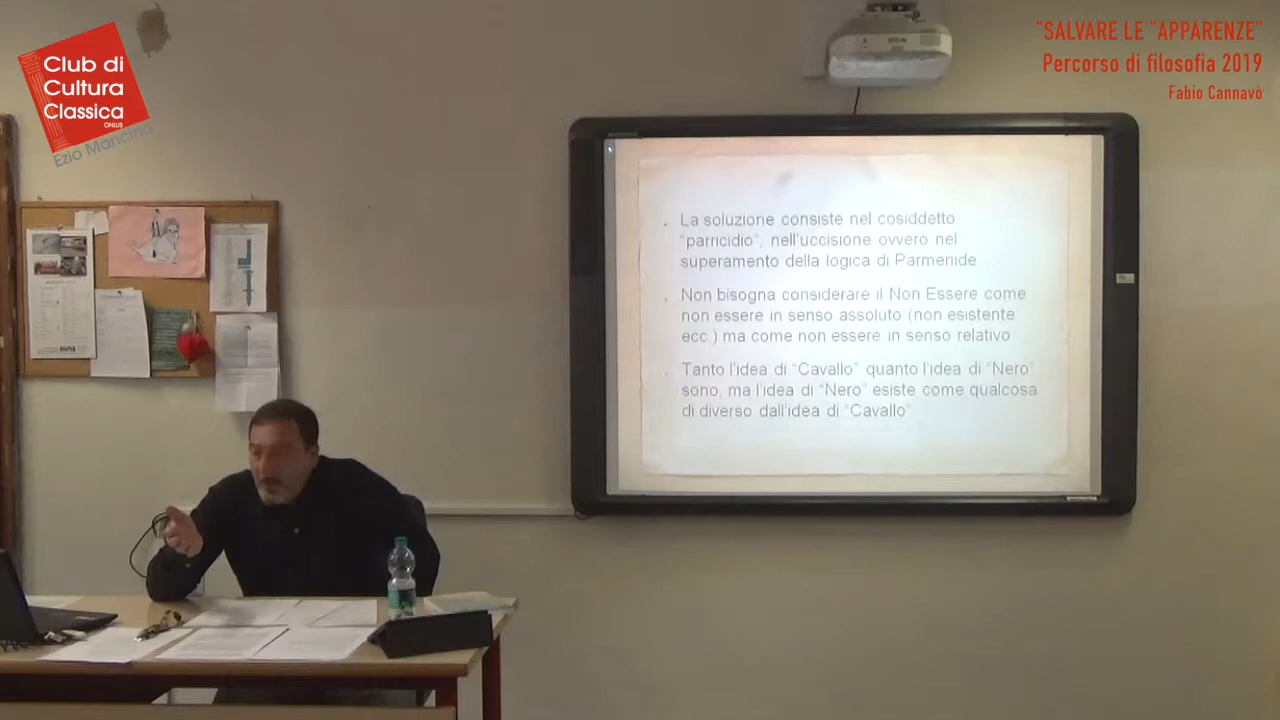 Club di
Cultura
Classica
ONLUS
Ezio Mancino
"SALVARE LE "APPARENZE"
Percorso di filosofia 2019
Fabio Cannavò
La soluzione consiste nel cosiddetto
“parricidio”, nell’uccisione ovvero nel
superamento della logica di Parmenide
Non bisogna considerare il Non Essere come
non essere in senso assoluto (non esistente
ecc.) ma come non essere in senso relativo
Tanto l’idea di “Cavallo” quanto l’idea di “Nero”
sono, ma l’idea di “Nero” esiste come qualcosa
di diverso dall’idea di “Cavallo”